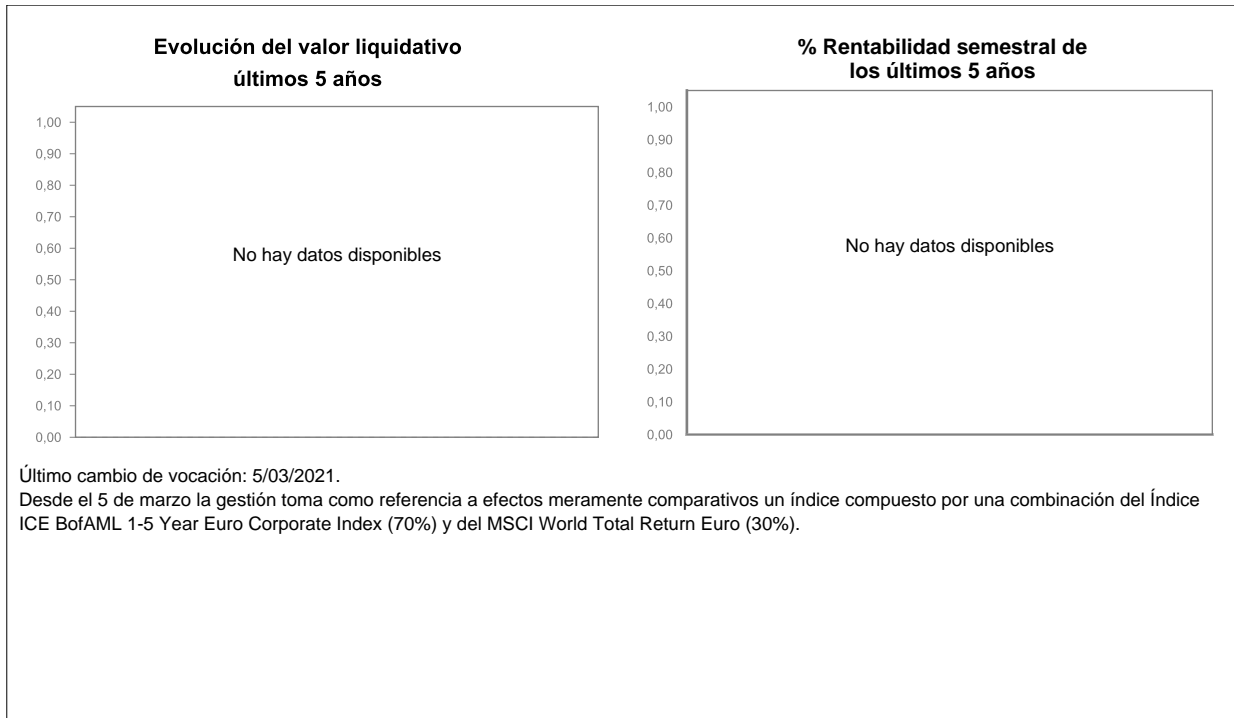 Evolución del valor liquidativo
últimos 5 años
1,00
0,90
0,80
0,70
0,60
0,50
0,40
0,30
0,20
0,10
0,00
No hay datos disponibles
% Rentabilidad semestral de
los últimos 5 años
1,00
0,90
0,80
0,70
0,60
0,50
0,40
0,30
0,20
0,10
0,00
No hay datos disponibles
Último cambio de vocación: 5/03/2021.
Desde el 5 de marzo la gestión toma como referencia a efectos meramente comparativos un índice compuesto por una combinación del Índice
ICE BofAML 1-5 Year Euro Corporate Index (70%) y del MSCI World Total Return Euro (30%).